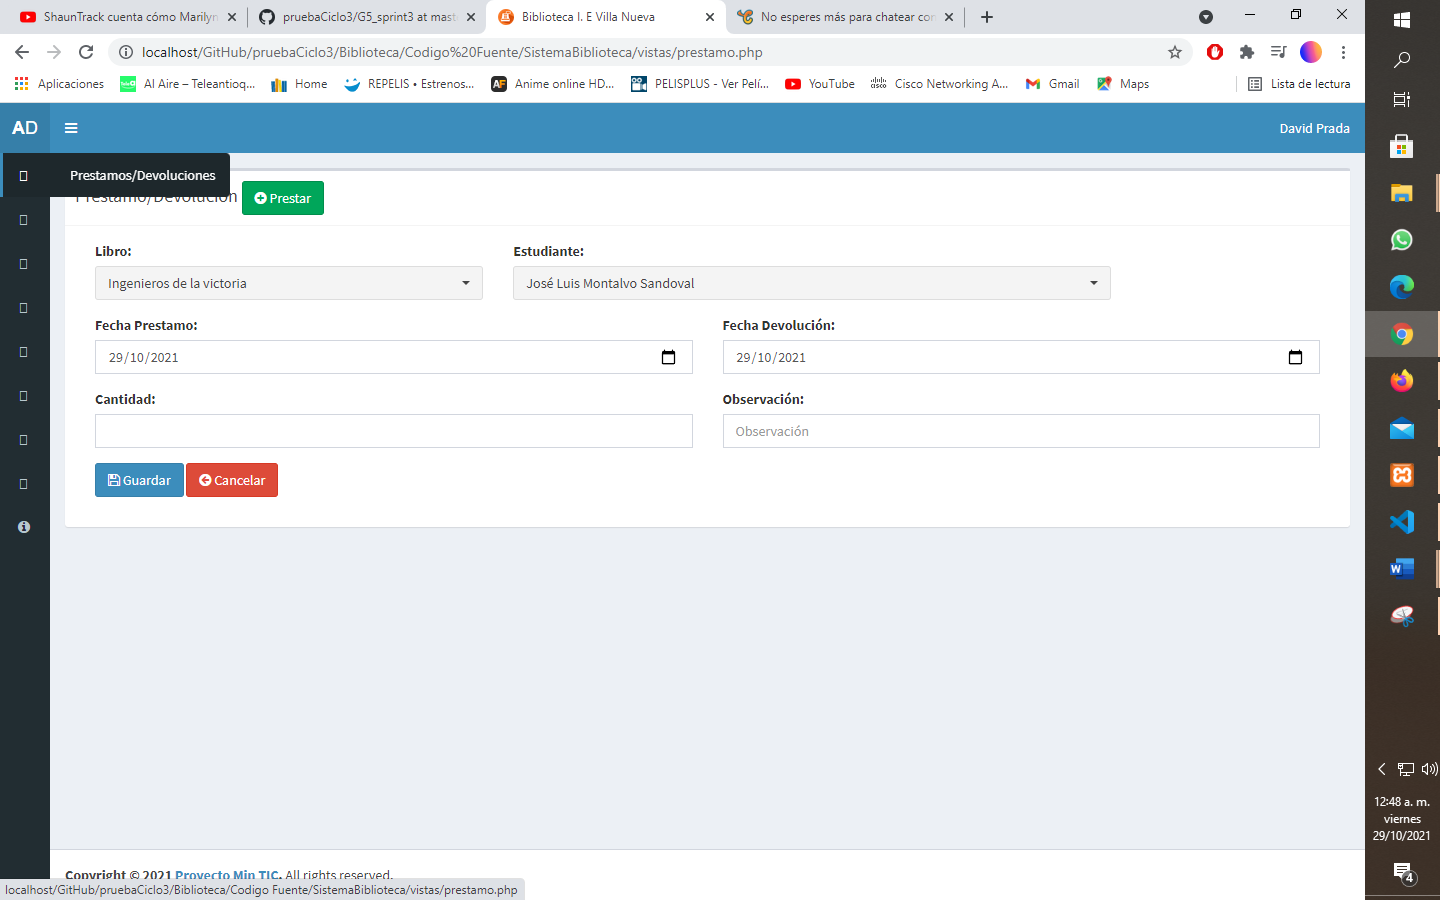 ShaunTrack cuenta cómo Marilyn
pruebaCiclo3/G5_sprint3 at mast
Biblioteca I. E Villa Nueva
No esperes más para chatear con
localhost/GitHub/pruebaCiclo3/Biblioteca/Codigo%20Fuente/SistemaBiblioteca/vistas/prestamo.php
Aplicaciones
Al Aire – Teleantioq...
Home
REPELIS • Estrenos...
Anime online HD...
PELISPLUS - Ver Pelí...
YouTube
Cisco Networking A...
Gmail
Maps
Lista de lectura
AD
David Prada
Prestamos/Devoluciones
Prestamo/Devolución
Prestar
Libro:
Estudiante:
Ingenieros de la victoria
José Luis Montalvo Sandoval
Fecha Prestamo:
Fecha Devolución:
29/10/2021
29/10/2021
Cantidad:
Observación:
Observación
Guardar
Cancelar
Copyright © 2021 Proyecto Min TIC. All rights reserved.
localhost/GitHub/pruebaCiclo3/Biblioteca/Codigo Fuente/SistemaBiblioteca/vistas/prestamo.php
12:48 a. m.
viernes
29/10/2021
4